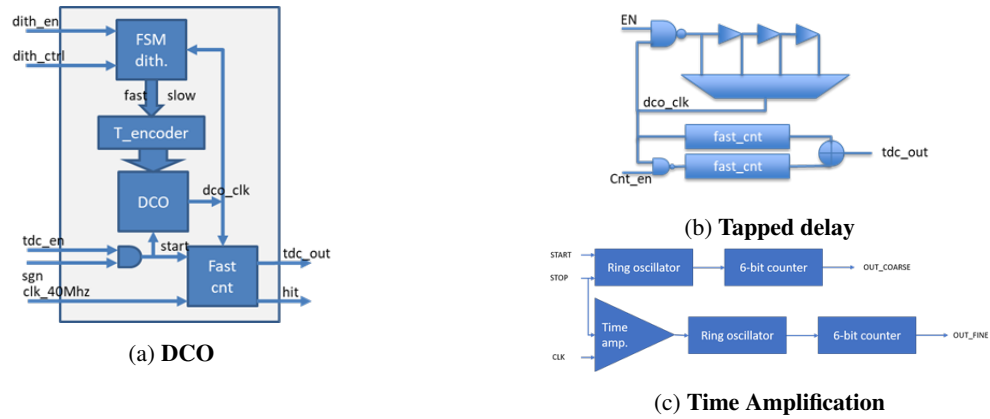 dith_en
dith_ctrl
FSM
dith.
fast
slow
T_encoder
DCO
dco_clk
tdc_en
start
sgn
clk_40Mhz
Fast
cnt
tdc_out
hit
(a) DCO
EN
dco_clk
fast_cnt
fast_cnt
Cnt_en
tdc_out
(b) Tapped delay
START
STOP
Ring oscillator
6-bit counter
OUT_COARSE
Time
amp.
CLK
Ring oscillator
6-bit counter
OUT_FINE
(c) Time Amplification